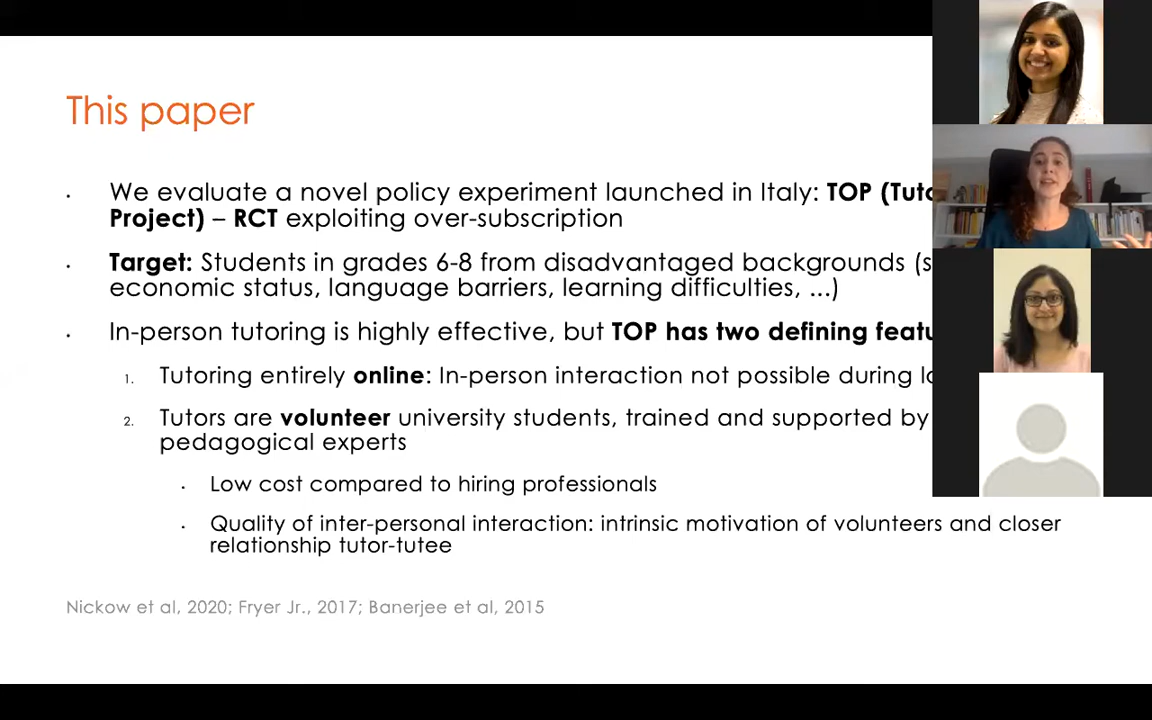 This paper
We evaluate a novel policy experiment launched in Italy: TOP
Project) – RCT exploiting over-subscription
Target: Students in grades 6-8 from disadvantaged backgrounds
economic status, language barriers, learning difficulties, ...)
In-person tutoring is highly effective, but TOP has two defining
1. Tutoring entirely online: In-person interaction not possible during
2. Tutors are volunteer university students, trained and supported by
pedagogical experts
Low cost compared to hiring professionals
Quality of inter-personal interaction: intrinsic motivation of volunteers and closer
relationship tutor-tutee
Nickow et al, 2020; Fryer Jr., 2017; Banerjee et al, 2015